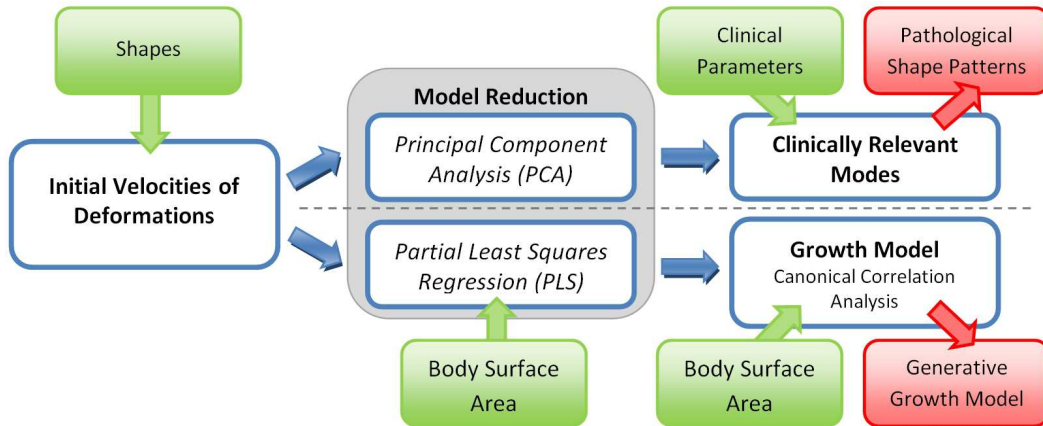 Shapes
Clinical
Parameters
Pathological
Shape Patterns
Model Reduction
Initial Velocities of
Deformations
Principal Component
Analysis (PCA)
Clinically Relevant
Modes
Partial Least Squares
Regression (PLS)
Growth Model
Canonical Correlation
Analysis
Body Surface
Area
Body Surface
Area
Generative
Growth Model